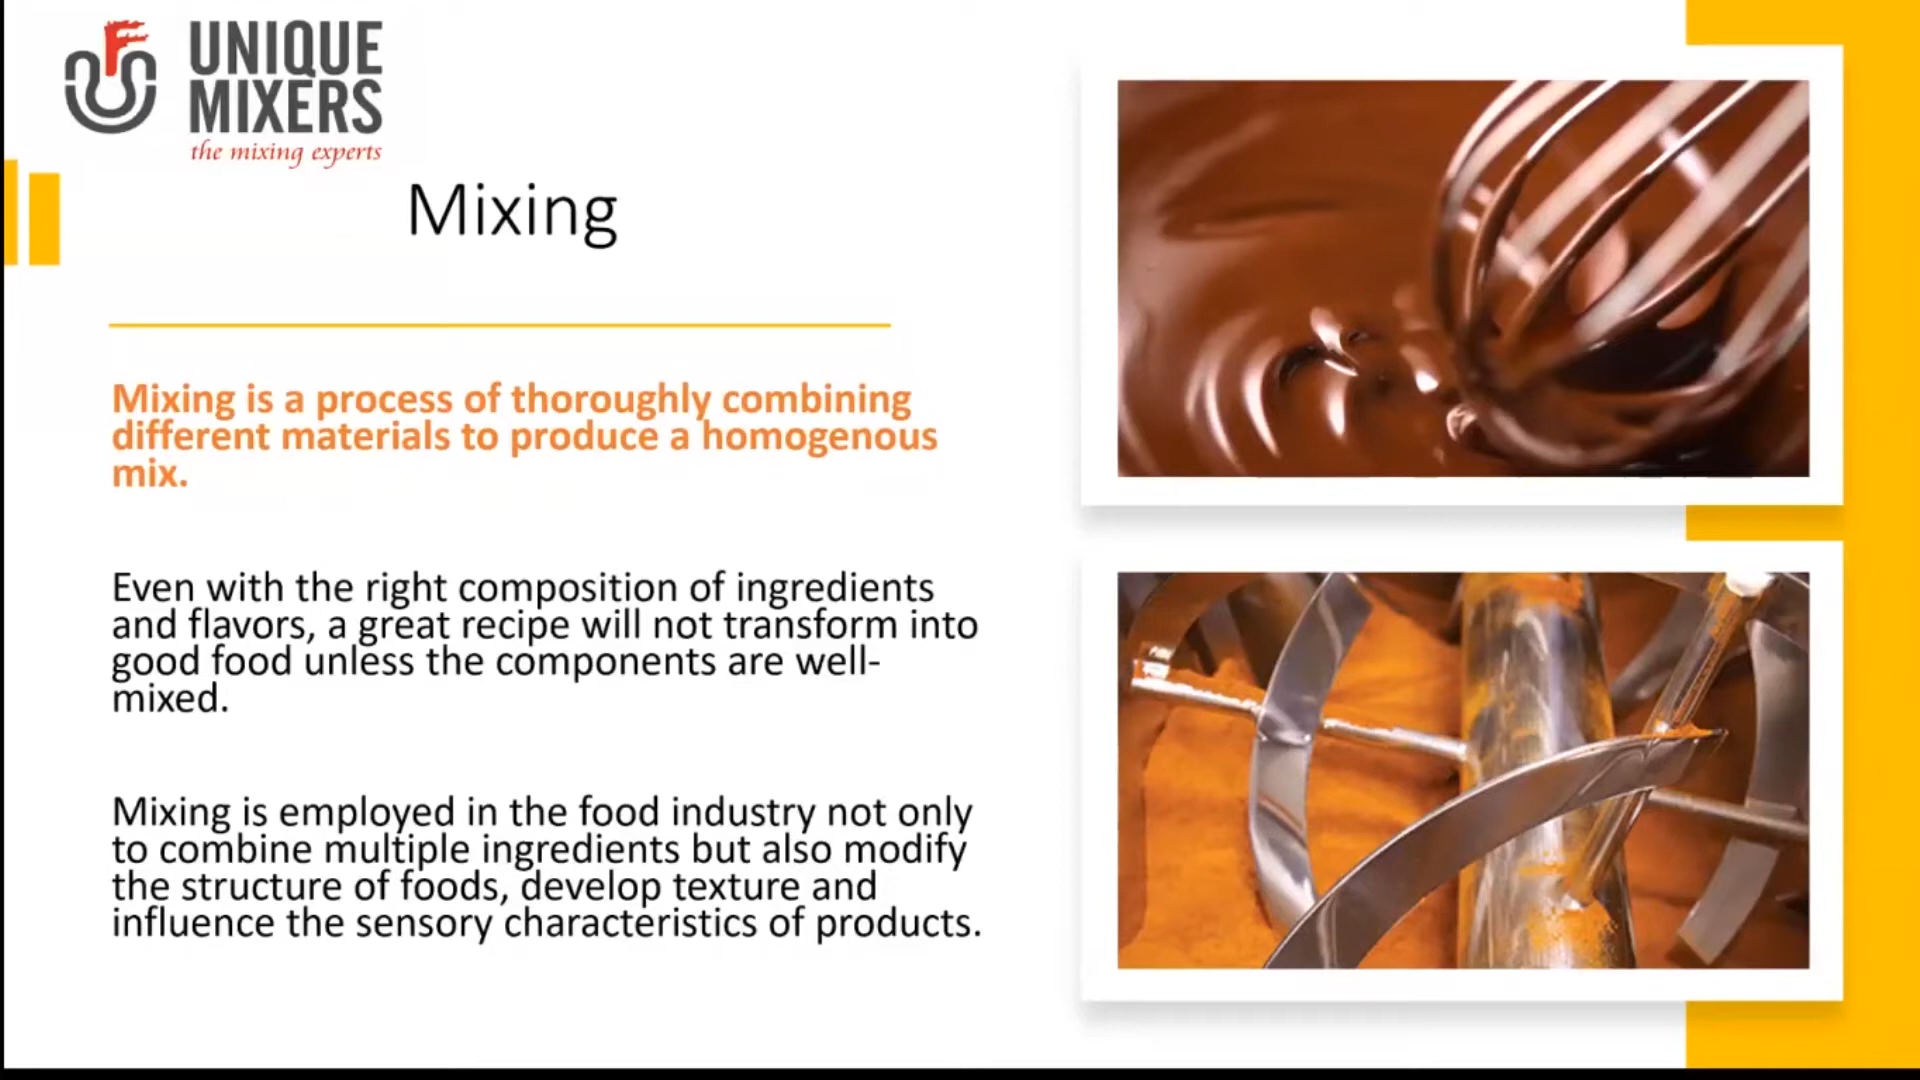 UNIQUE
MIXERS
the mixing experts
Mixing
Mixing is a process of thoroughly combining
different materials to produce a homogenous
mix.
Even with the right composition of ingredients
and flavors, a great recipe will not transform into
good food unless the components are well-
mixed.
Mixing is employed in the food industry not only
to combine multiple ingredients but also modify
the structure of foods, develop texture and
influence the sensory characteristics of products.